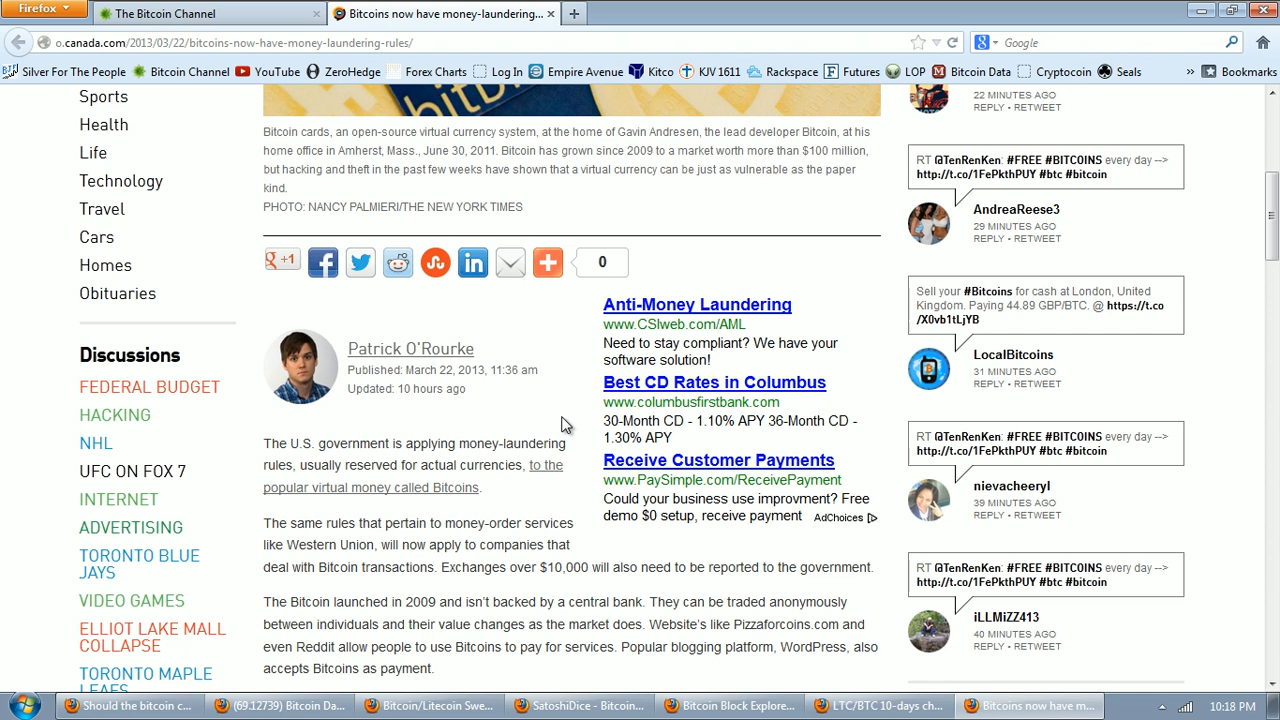 Firefox
The Bitcoin Channel
Bitcoins now have money-laundering...
o.canada.com/2013/03/22/bitcoins-now-have-money-laundering-rules/
Google
Silver For The People
Bitcoin Channel
YouTube
ZeroHedge
Forex Charts
Log In
Empire Avenue
Kitco
KJV 1611
Rackspace
Futures
LOP
Bitcoin Data
Cryptocoin
Seals
»
Bookmarks
Sports
Health
Life
Technology
Travel
Cars
Homes
Obituaries
Discussions
FEDERAL BUDGET
HACKING
NHL
UFC ON FOX 7
INTERNET
ADVERTISING
TORONTO BLUE
JAYS
VIDEO GAMES
ELLIOT LAKE MALL
COLLAPSE
TORONTO MAPLE
LEAFS
bitcoin
Bitcoin cards, an open-source virtual currency system, at the home of Gavin Andresen, the lead developer Bitcoin, at his
home office in Amherst, Mass., June 30, 2011. Bitcoin has grown since 2009 to a market worth more than $100 million,
but hacking and theft in the past few weeks have shown that a virtual currency can be just as vulnerable as the paper
kind.
PHOTO: NANCY PALMIERI/THE NEW YORK TIMES
g +1
0
Patrick O'Rourke
Published: March 22, 2013, 11:36 am
Updated: 10 hours ago
The U.S. government is applying money-laundering
rules, usually reserved for actual currencies, to the
popular virtual money called Bitcoins.
The same rules that pertain to money-order services
like Western Union, will now apply to companies that
deal with Bitcoin transactions. Exchanges over $10,000 will also need to be reported to the government.
The Bitcoin launched in 2009 and isn't backed by a central bank. They can be traded anonymously
between individuals and their value changes as the market does. Website's like Pizzaforcoins.com and
even Reddit allow people to use Bitcoins to pay for services. Popular blogging platform, WordPress, also
accepts Bitcoins as payment.
Anti-Money Laundering
www.CSIweb.com/AML
Need to stay compliant? We have your
software solution!
Best CD Rates in Columbus
www.columbusfirstbank.com
30-Month CD - 1.10% APY 36-Month CD -
1.30% APY
Receive Customer Payments
www.PaySimple.com/ReceivePayment
Could your business use improvment? Free
demo $0 setup, receive payment
AdChoices
22 MINUTES AGO
REPLY • RETWEET
RT @TenRenKen: #FREE #BITCOINS every day -->
http://t.co/1FePkthPUY #btc #bitcoin
AndreaReese3
29 MINUTES AGO
REPLY • RETWEET
Sell your #Bitcoins for cash at London, United
Kingdom. Paying 44.89 GBP/BTC. @ https://t.co
/X0vb1tLjYB
LocalBitcoins
31 MINUTES AGO
REPLY • RETWEET
RT @TenRenKen: #FREE #BITCOINS every day -->
http://t.co/1FePkthPUY #btc #bitcoin
nievacheeryl
39 MINUTES AGO
REPLY • RETWEET
RT @TenRenKen: #FREE #BITCOINS every day -->
http://t.co/1FePkthPUY #btc #bitcoin
iLLMiZZ413
40 MINUTES AGO
REPLY • RETWEET
Should the bitcoin c...
(69.12739) Bitcoin Da...
Bitcoin/Litecoin Swe...
SatoshiDice - Bitcoin...
Bitcoin Block Explore...
LTC/BTC 10-days ch...
Bitcoins now have m...
10:18 PM